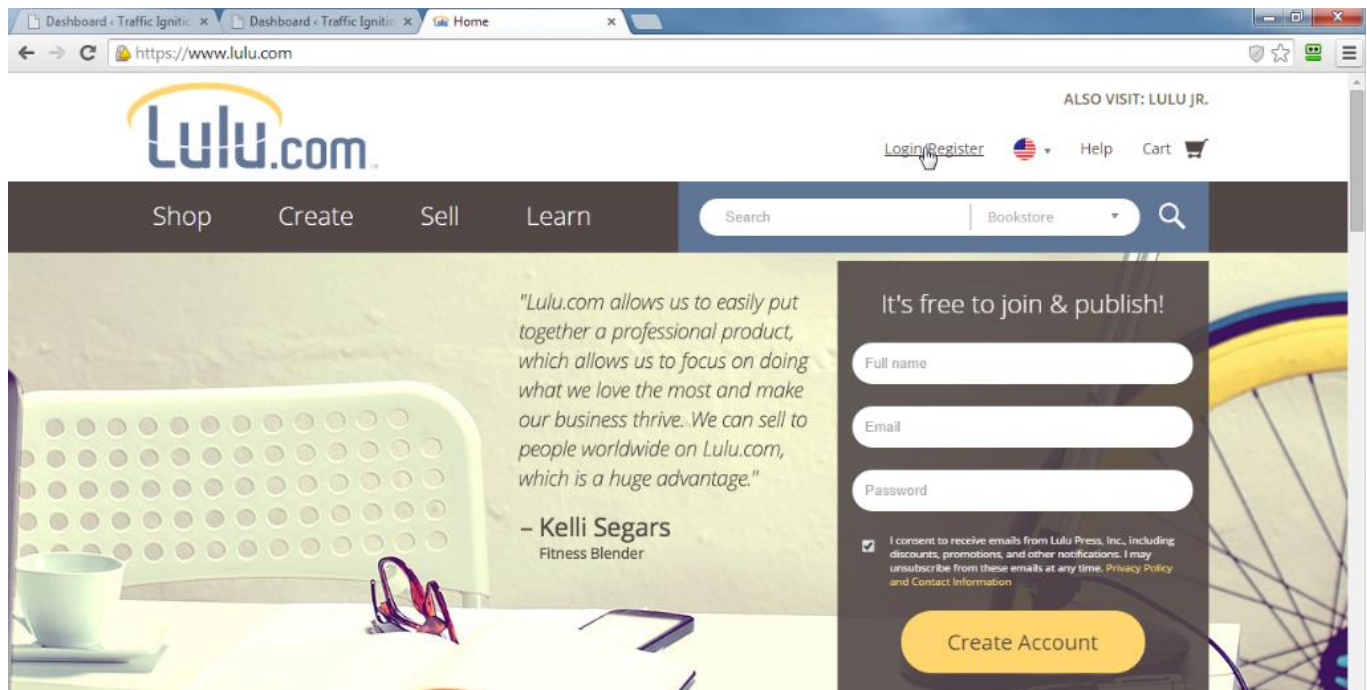 Dashboard ‹ Traffic Ignitio
Dashboard ‹ Traffic Ignitio
Home
https://www.lulu.com
Lulu.com
ALSO VISIT: LULU JR.
Login/Register
Help
Cart
Shop
Create
Sell
Learn
Search
Bookstore
"Lulu.com allows us to easily put
together a professional product,
which allows us to focus on doing
what we love the most and make
our business thrive. We can sell to
people worldwide on Lulu.com,
which is a huge advantage."
– Kelli Segars
Fitness Blender
It's free to join & publish!
Full name
Email
Password
I consent to receive emails from Lulu Press, Inc., including
discounts, promotions, and other notifications. I may
unsubscribe from these emails at any time. Privacy Policy
and Contact Information
Create Account